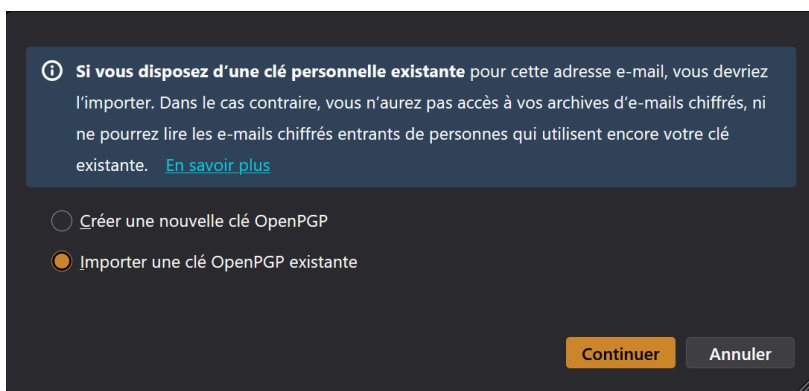 Si vous disposez d’une clé personnelle existante pour cette adresse e-mail, vous devriez
l’importer. Dans le cas contraire, vous n’aurez pas accès à vos archives d’e-mails chiffrés, ni
ne pourrez lire les e-mails chiffrés entrants de personnes qui utilisent encore votre clé
existante. En savoir plus
Créer une nouvelle clé OpenPGP
Importer une clé OpenPGP existante
Continuer Annuler